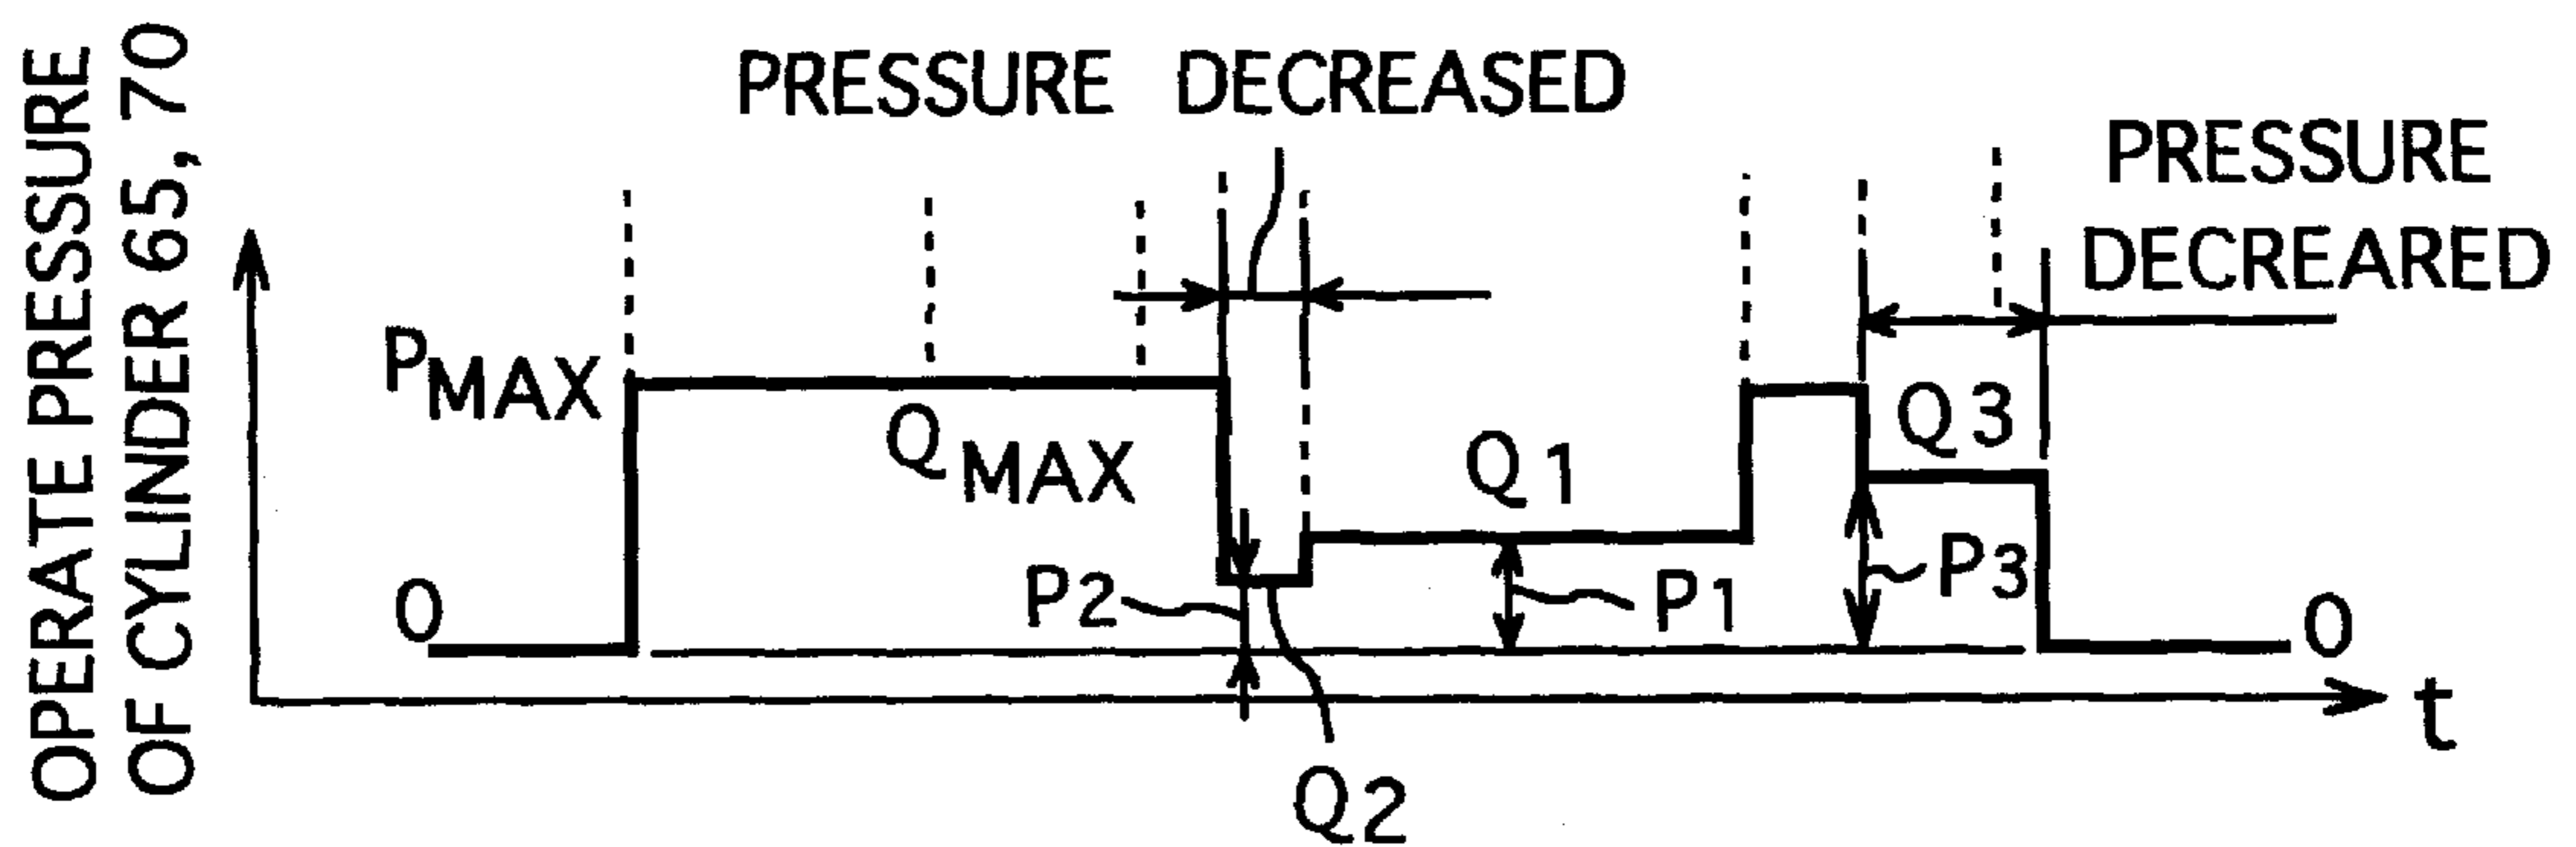 OPERATE PRESSURE
OF CYLINDER 65, 70
PRESSURE DECREASED
PRESSURE
DECREARED
PMAX
QMAX
Q1
Q3
0
P2
P1
P3
0
t
Q2